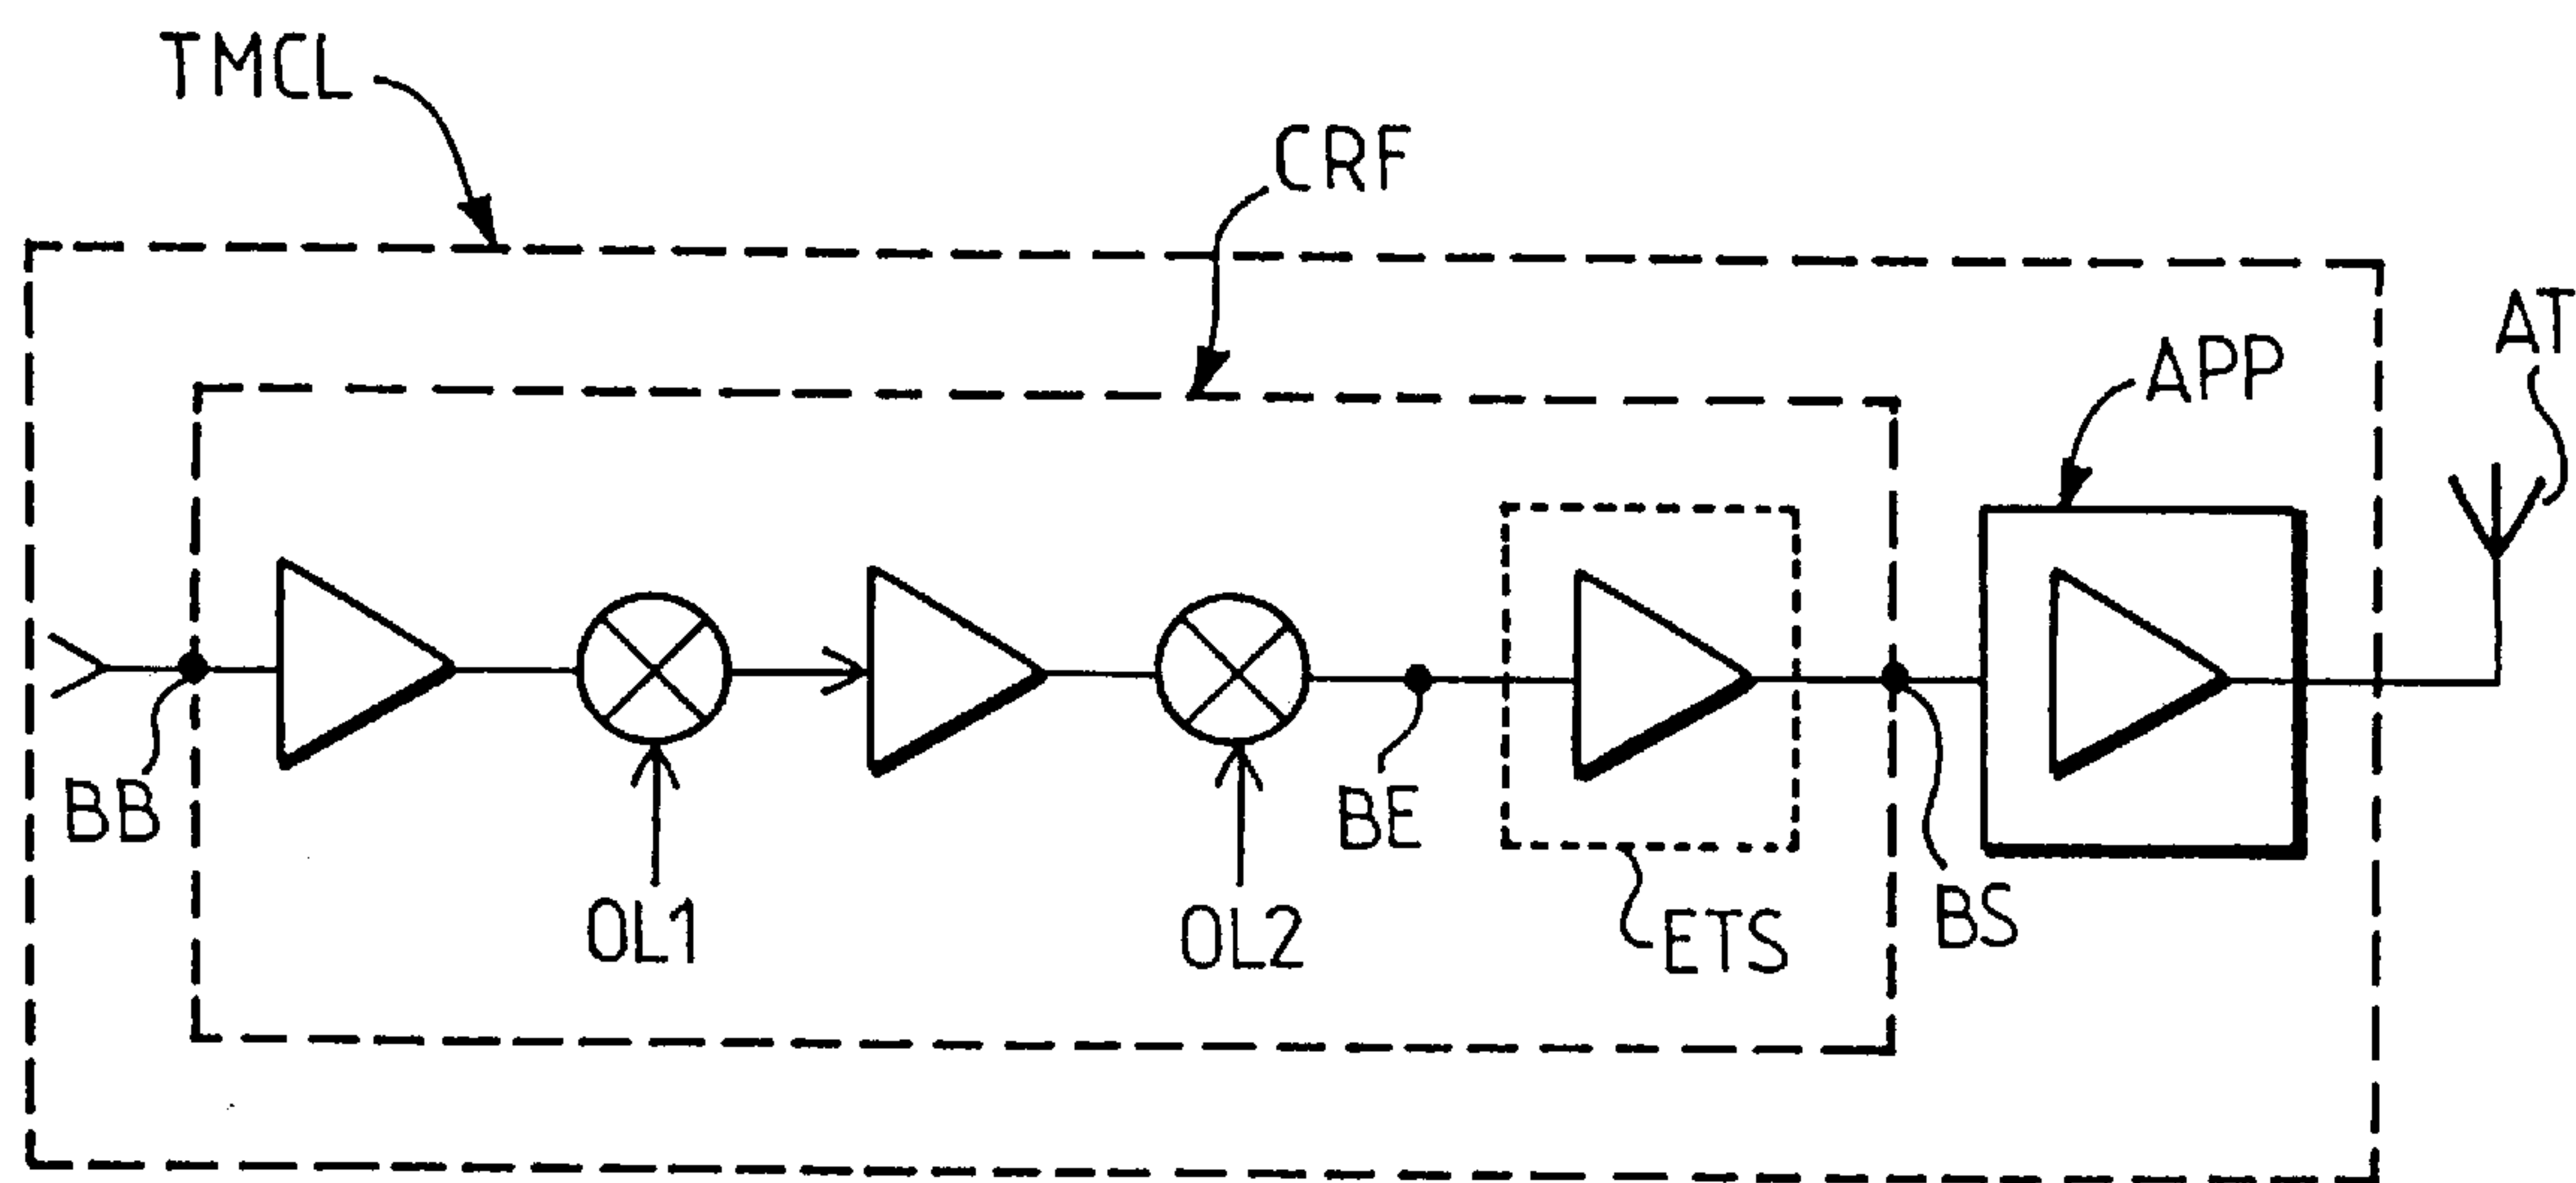 TMCL
CRF
AT
APP
BB
BE
OL1
OL2
ETS
BS